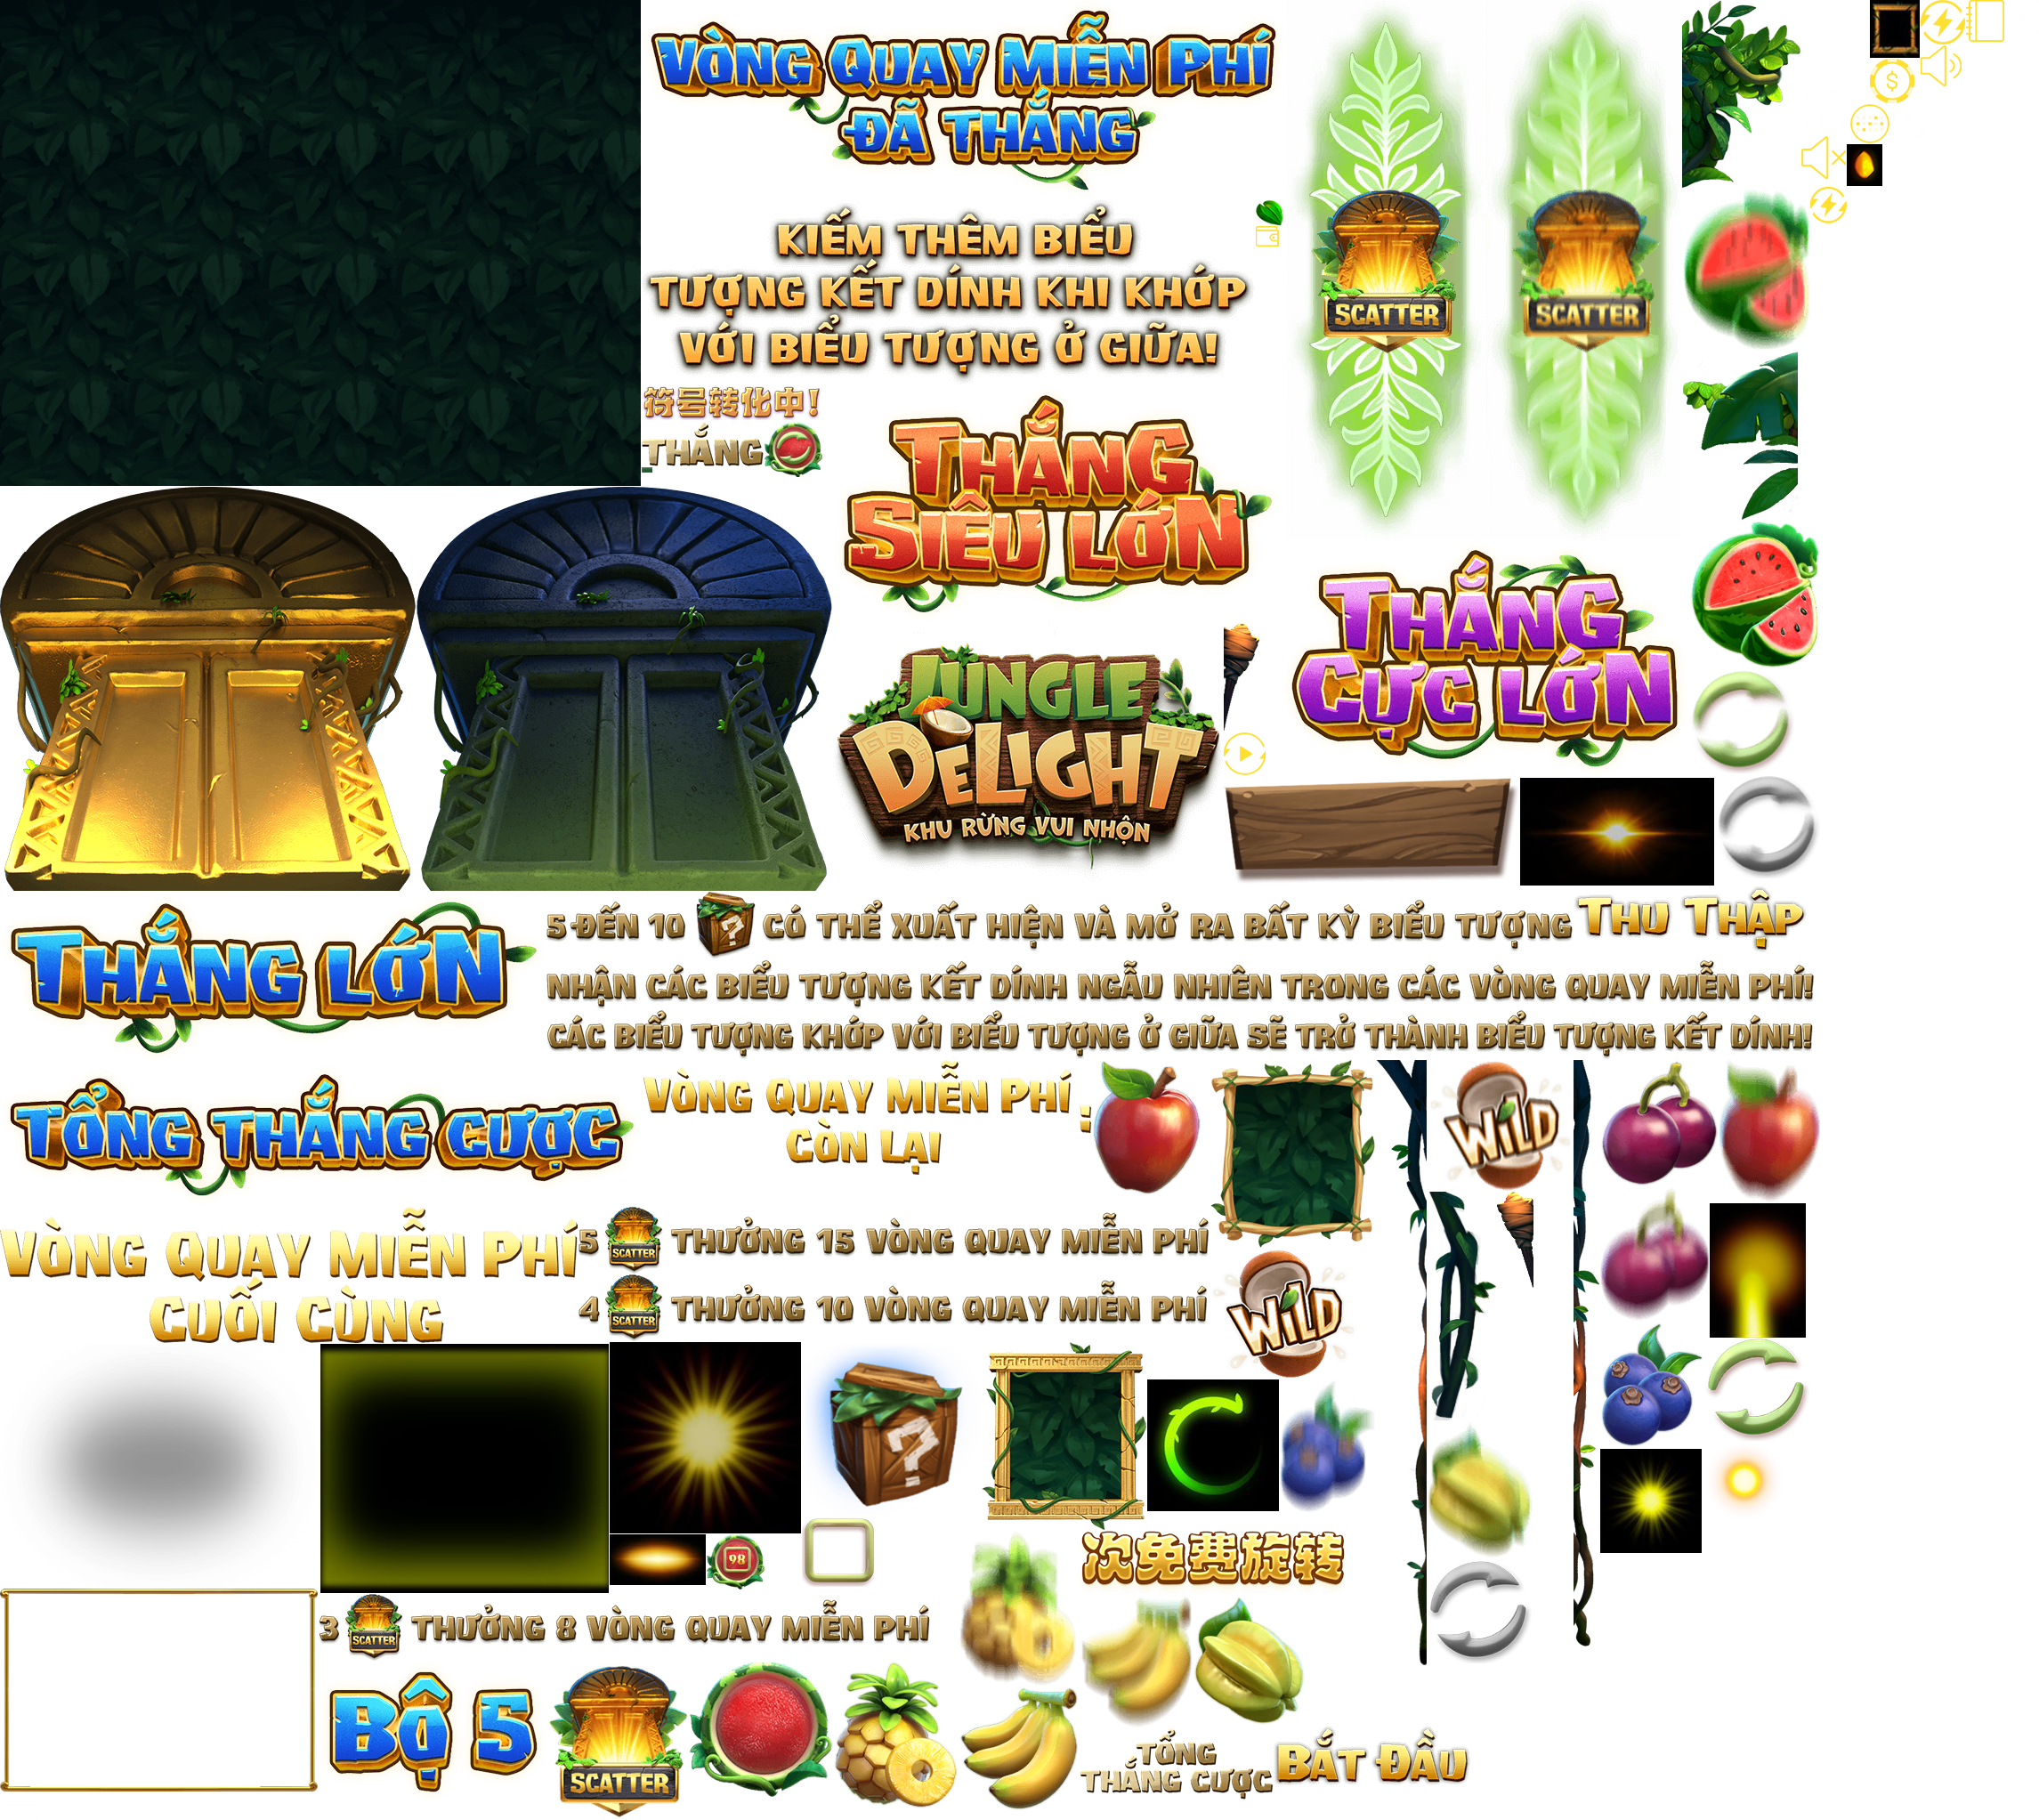 VÒNG QUAY MIỄN PHÍ
ĐÃ THẮNG
KIẾM THÊM BIỂU
TƯỢNG KẾT DÍNH KHI KHỚP
VỚI BIỂU TƯỢNG Ở GIỮA!
SCATTER
SCATTER
$
符号转化中!
THẮNG
THẮNG
SIÊU LỚN
THẮNG
CỰC LỚN
JUNGLE
DELIGHT
KHU RỪNG VUI NHỘN
THẮNG LỚN
5 ĐẾN 10 ? CÓ THỂ XUẤT HIỆN VÀ MỞ RA BẤT KỲ BIỂU TƯỢNG
THU THẬP
NHẬN CÁC BIỂU TƯỢNG KẾT DÍNH NGẪU NHIÊN TRONG CÁC VÒNG QUAY MIỄN PHÍ!
CÁC BIỂU TƯỢNG KHỚP VỚI BIỂU TƯỢNG Ở GIỮA SẼ TRỞ THÀNH BIỂU TƯỢNG KẾT DÍNH!
TỔNG THẮNG CƯỢC
VÒNG QUAY MIỄN PHÍ :
CÒN LẠI
WILD
VÒNG QUAY MIỄN PHÍ
CUỐI CÙNG
5 SCATTER THƯỞNG 15 VÒNG QUAY MIỄN PHÍ
4 SCATTER THƯỞNG 10 VÒNG QUAY MIỄN PHÍ
WILD
?
98
次免费旋转
3 SCATTER THƯỞNG 8 VÒNG QUAY MIỄN PHÍ
BỘ 5
SCATTER
TỔNG
THẮNG CƯỢC
BẮT ĐẦU